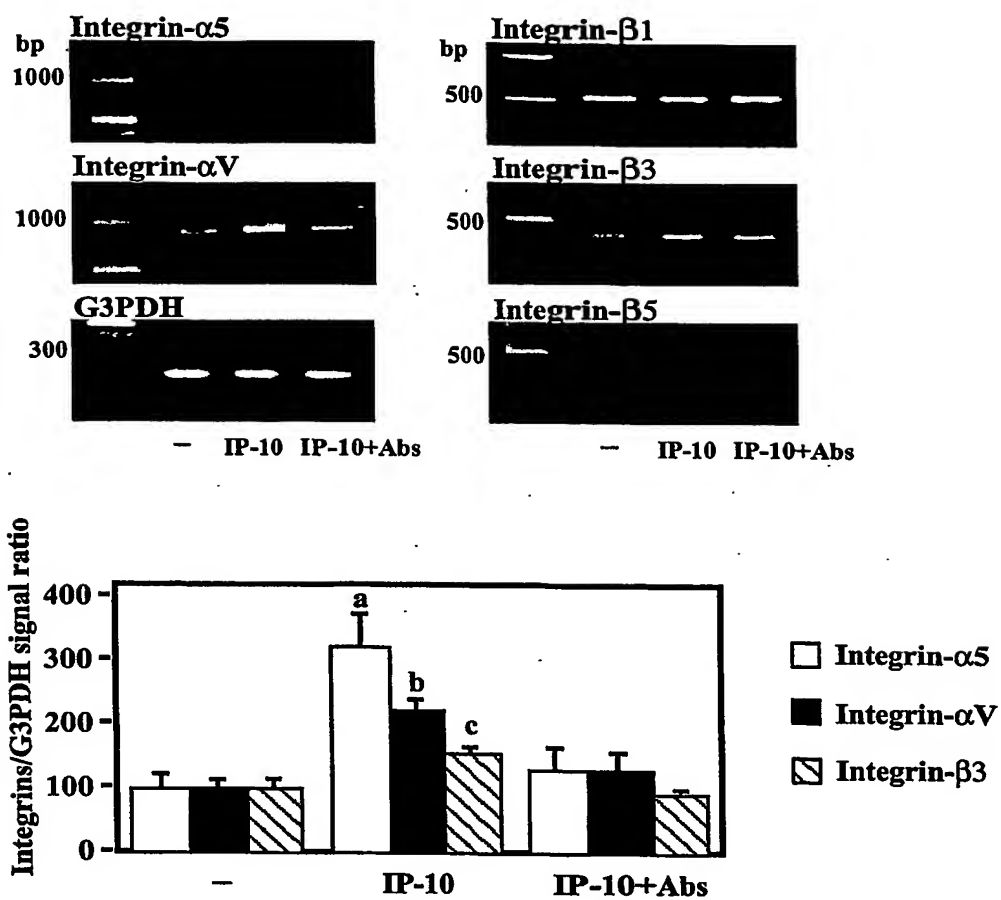 Integrin-α5
bp
1000
Integrin-αV
1000
G3PDH
300
– IP-10 IP-10+Abs
Integrin-β1
bp
500
Integrin-β3
500
Integrin-β5
500
– IP-10 IP-10+Abs
Integrins/G3PDH signal ratio
400
300
200
100
0
a
b
c
– IP-10 IP-10+Abs
Integrin-α5
Integrin-αV
Integrin-β3